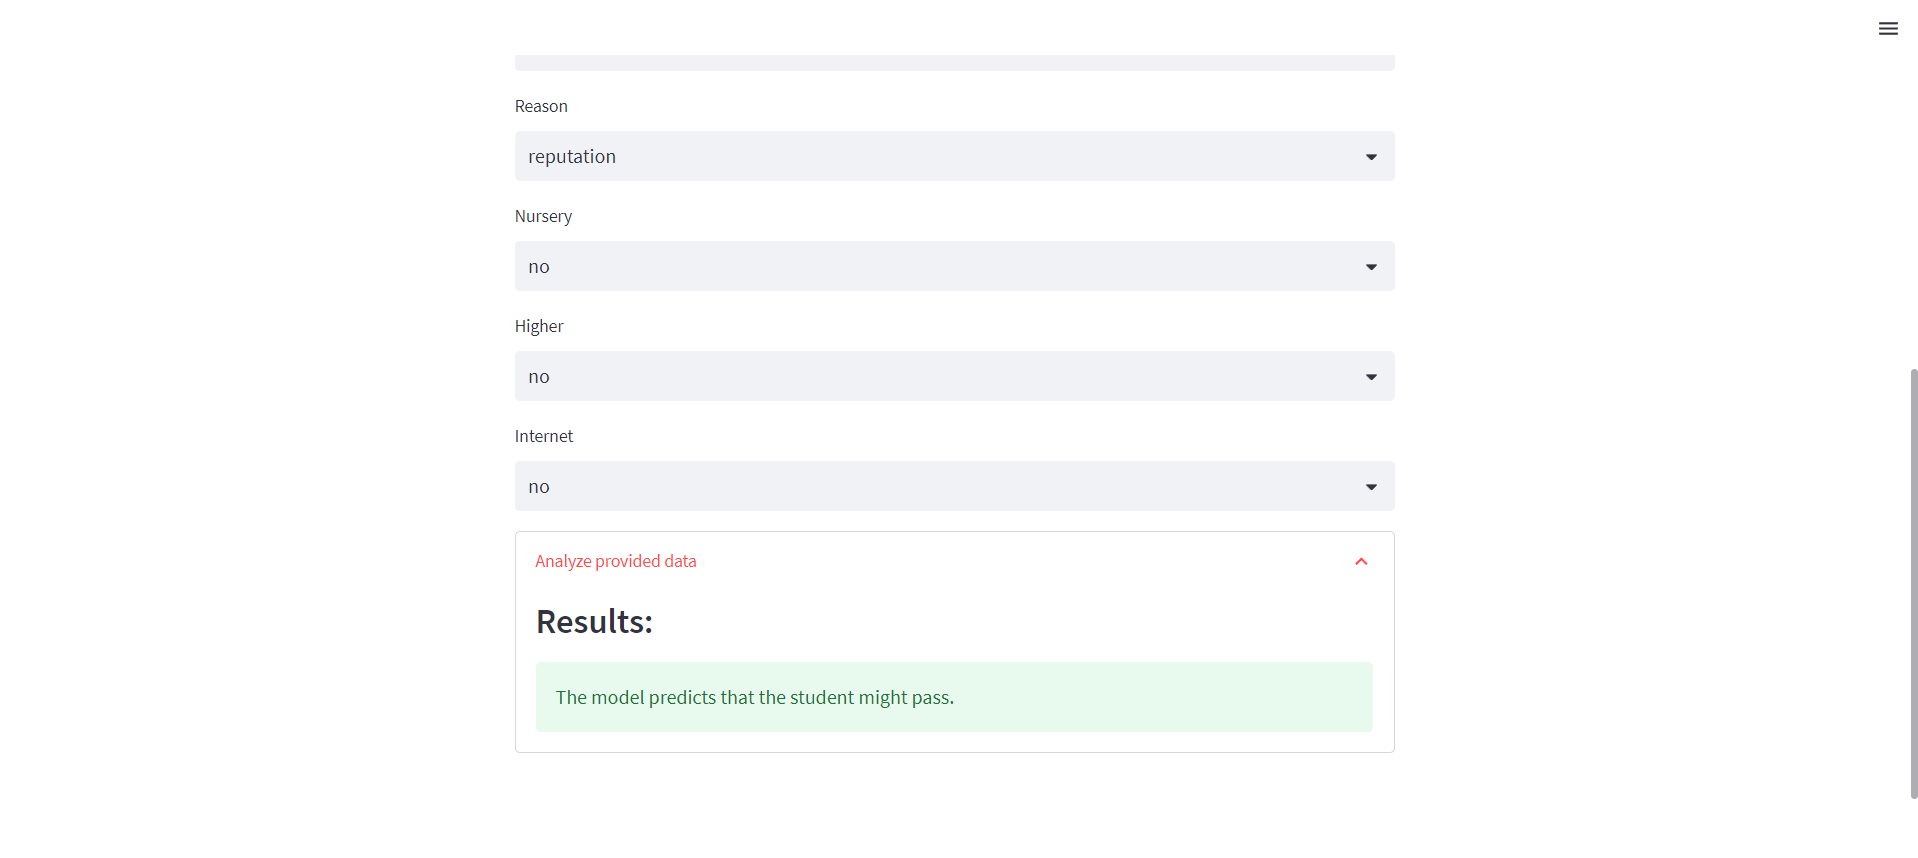 Reason
reputation
Nursery
no
Higher
no
Internet
no
Analyze provided data
Results:
The model predicts that the student might pass.